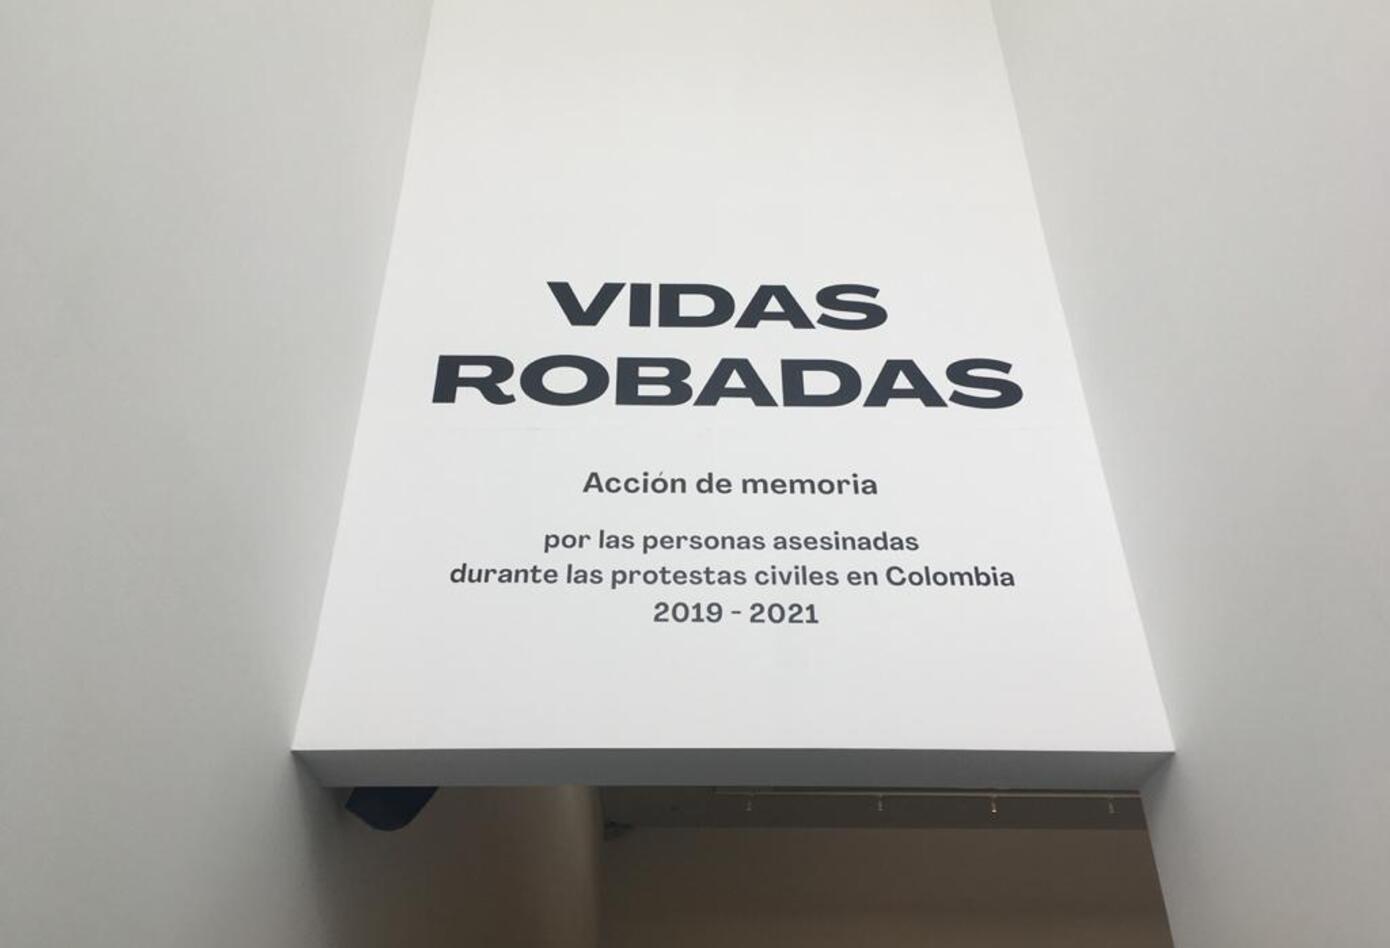 VIDAS
ROBADAS
Acción de memoria
por las personas asesinadas
durante las protestas civiles en Colombia
2019 - 2021